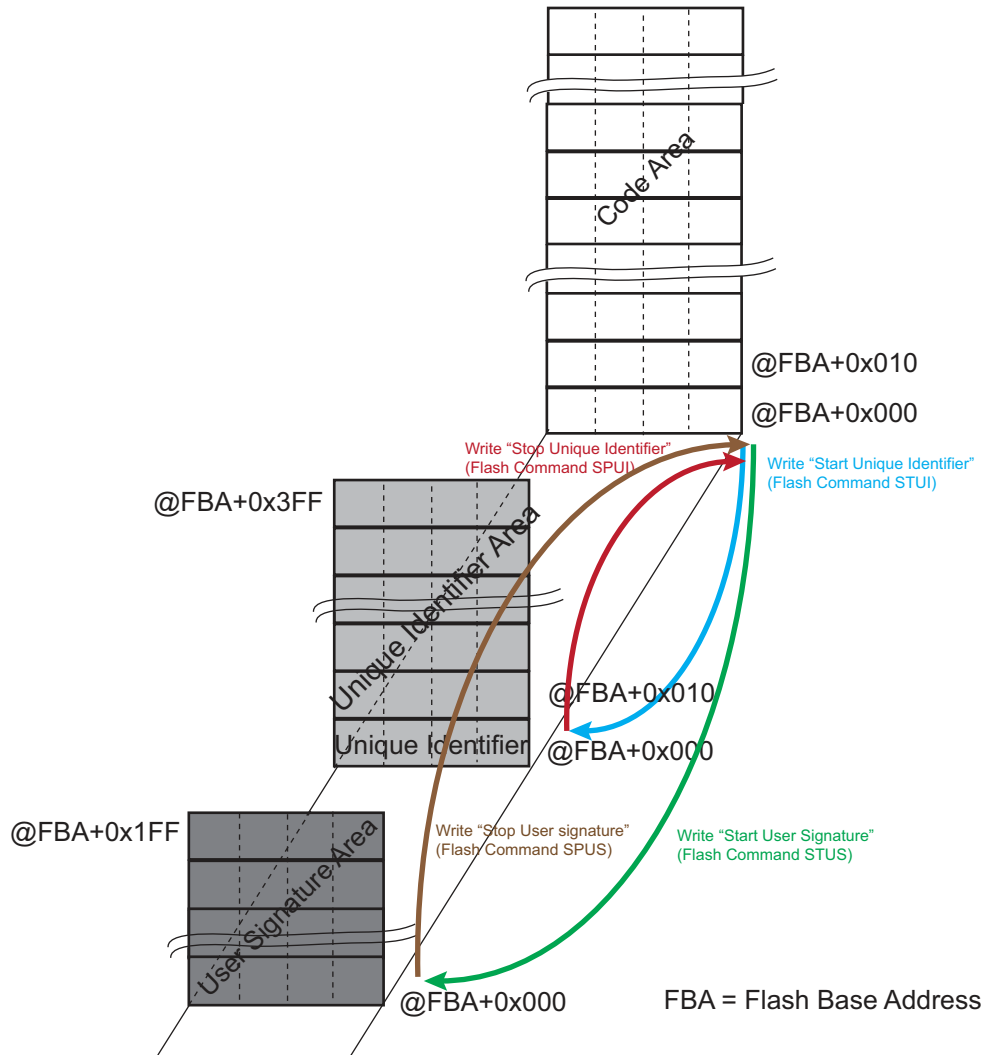 Code Area
@FBA+0x010
@FBA+0x000
Write “Stop Unique Identifier”
(Flash Command SPUI)
Write “Start Unique Identifier”
(Flash Command STUI)
@FBA+0x3FF
Unique Identifier Area
@FBA+0x010
Unique Identifier
@FBA+0x000
@FBA+0x1FF
User Signature Area
Write “Stop User signature”
(Flash Command SPUS)
Write “Start User Signature”
(Flash Command STUS)
@FBA+0x000
FBA = Flash Base Address